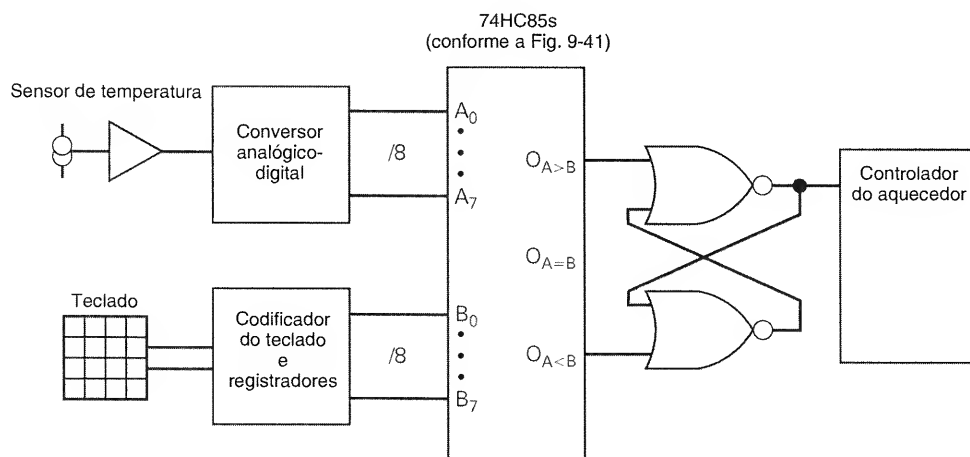 74HC85s
(conforme a Fig. 9-41)
Sensor de temperatura
Conversor
analógico-
digital
/8
A0
A7
OA>B
OA=B
OA<B
Controlador
do aquecedor
Teclado
Codificador
do teclado
e
registradores
/8
B0
B7